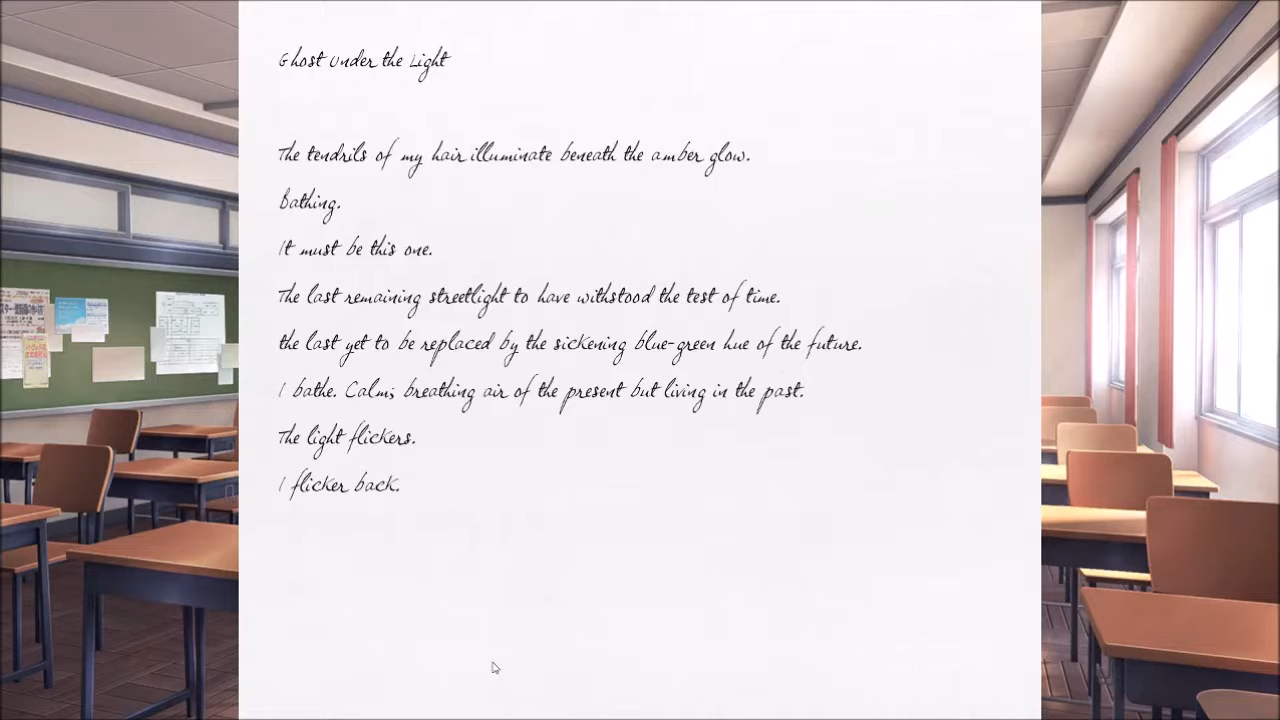 Ghost Under the Light
The tendrils of my hair illuminate beneath the amber glow.
Bathing.
It must be this one.
The last remaining streetlight to have withstood the test of time.
the last yet to be replaced by the sickening blue-green hue of the future.
I bathe. Calm; breathing air of the present but living in the past.
The light flickers.
I flicker back.